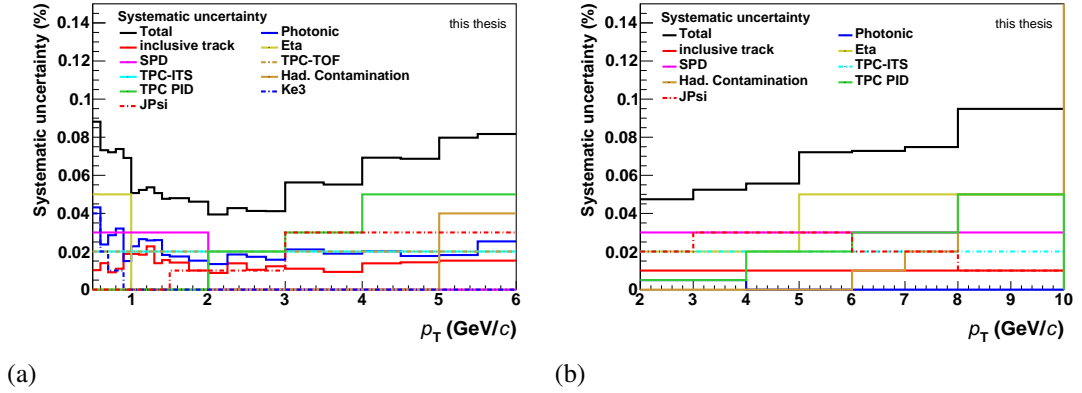 Systematic uncertainty (%)
0.14
0.12
0.1
0.08
0.06
0.04
0.02
0
Systematic uncertainty
this thesis
Total
Photonic
inclusive track
Eta
SPD
TPC-TOF
TPC-ITS
Had. Contamination
TPC PID
Ke3
JPsi
1 2 3 4 5 6
pT (GeV/c)
(a)
Systematic uncertainty (%)
0.14
0.12
0.1
0.08
0.06
0.04
0.02
0
Systematic uncertainty
this thesis
Total
Photonic
inclusive track
Eta
SPD
TPC-ITS
Had. Contamination
TPC PID
JPsi
2 3 4 5 6 7 8 9 10
pT (GeV/c)
(b)